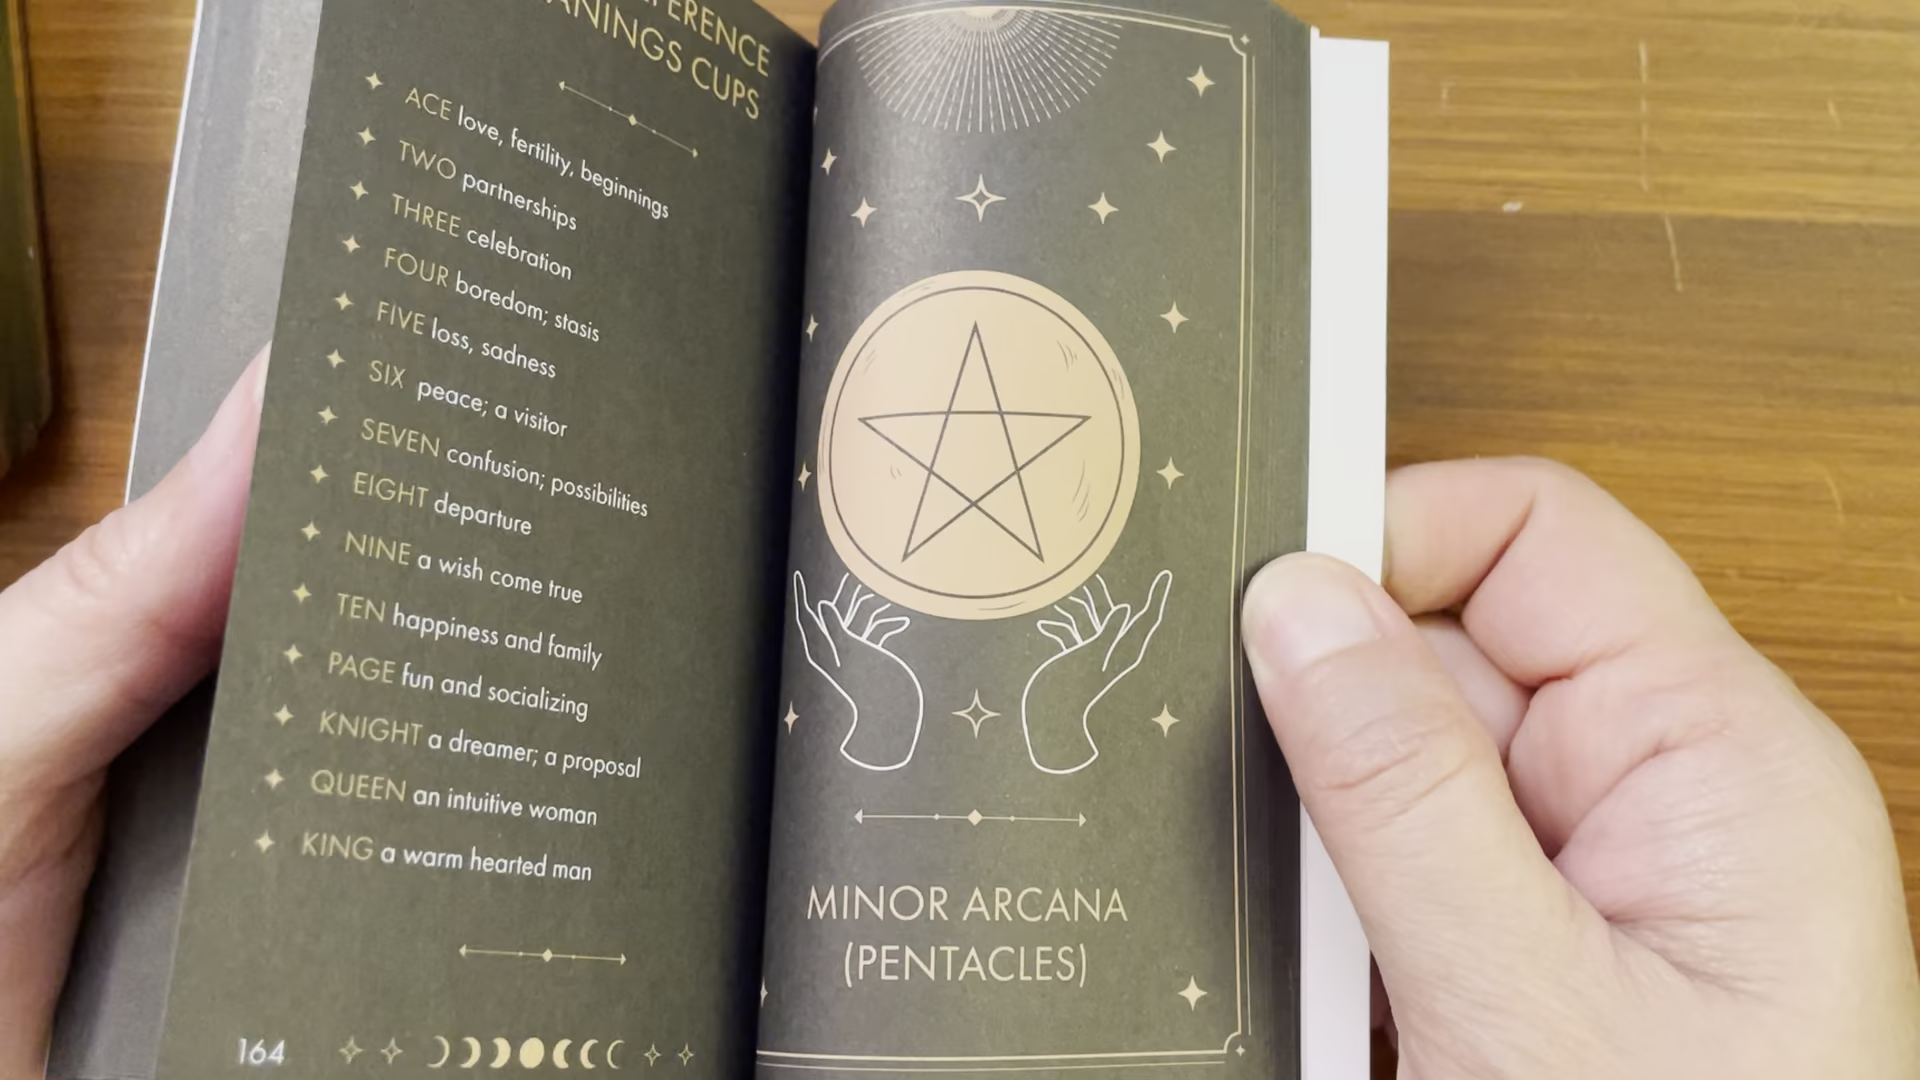 MEANINGS CUPS
ACE love, fertility, beginnings
TWO partnerships
THREE celebration
FOUR boredom; stasis
FIVE loss, sadness
SIX peace; a visitor
SEVEN confusion; possibilities
EIGHT departure
NINE a wish come true
TEN happiness and family
PAGE fun and socializing
KNIGHT a dreamer; a proposal
QUEEN an intuitive woman
KING a warm hearted man
164
MINOR ARCANA
(PENTACLES)